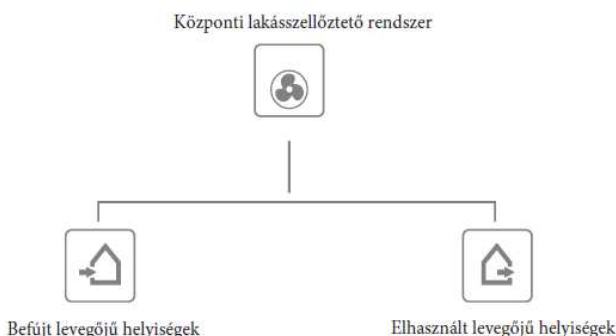 Központi lakásszellőztető rendszer
Befújt levegőjű helyiségek
Elhasznált levegőjű helyiségek